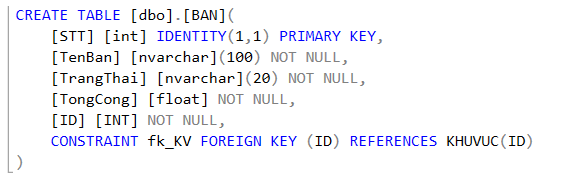 CREATE TABLE [dbo].[BAN](
[STT] [int] IDENTITY(1,1) PRIMARY KEY,
[TenBan] [nvarchar](100) NOT NULL,
[TrangThai] [nvarchar](20) NOT NULL,
[TongCong] [float] NOT NULL,
[ID] [INT] NOT NULL,
CONSTRAINT fk_KV FOREIGN KEY (ID) REFERENCES KHUVUC(ID)
)